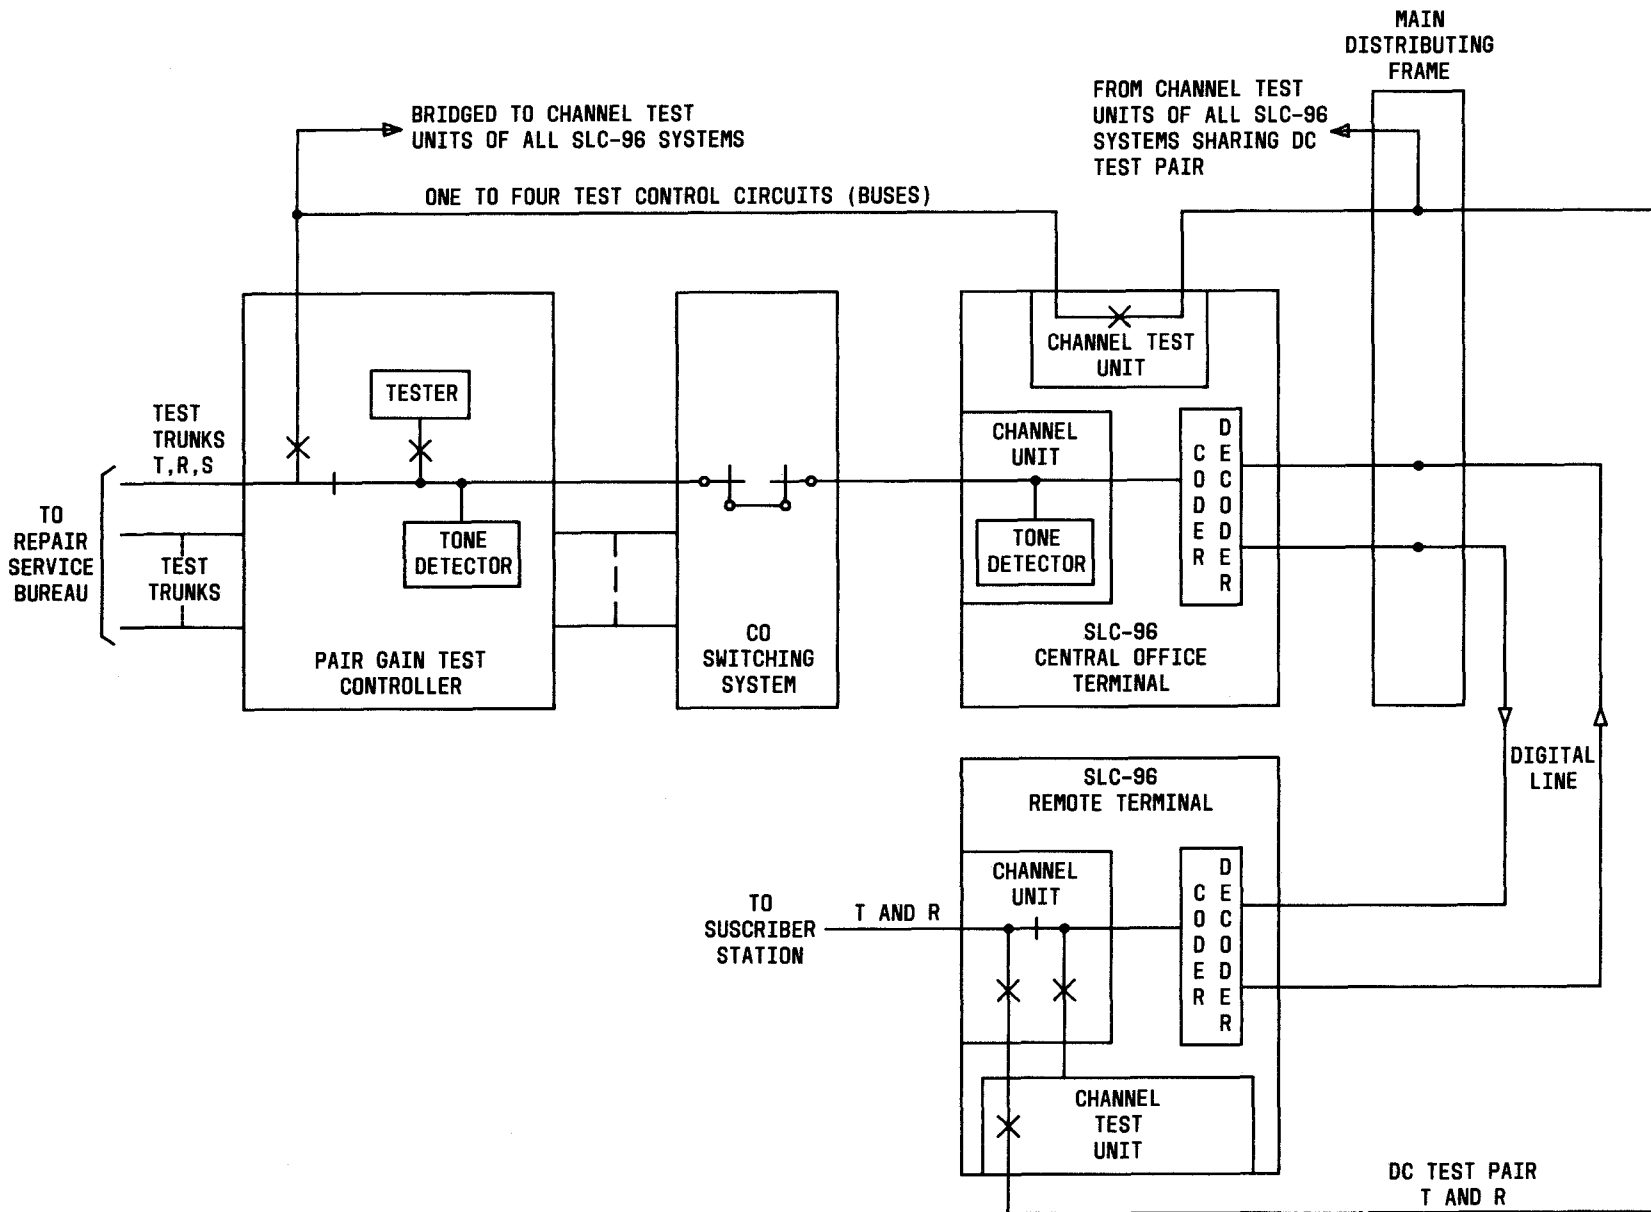 MAIN
DISTRIBUTING
FRAME
FROM CHANNEL TEST
UNITS OF ALL SLC-96
SYSTEMS SHARING DC
TEST PAIR
BRIDGED TO CHANNEL TEST
UNITS OF ALL SLC-96 SYSTEMS
ONE TO FOUR TEST CONTROL CIRCUITS (BUSES)
CHANNEL TEST
UNIT
TESTER
TEST
TRUNKS
T,R,S
TO
REPAIR
SERVICE
BUREAU
TEST
TRUNKS
TONE
DETECTOR
PAIR GAIN TEST
CONTROLLER
CO
SWITCHING
SYSTEM
CHANNEL
UNIT
TONE
DETECTOR
CODER
DECODER
SLC-96
CENTRAL OFFICE
TERMINAL
DIGITAL
LINE
SLC-96
REMOTE TERMINAL
CHANNEL
UNIT
CODER
DECODER
TO
SUSCRIBER
STATION
T AND R
CHANNEL
TEST
UNIT
DC TEST PAIR
T AND R